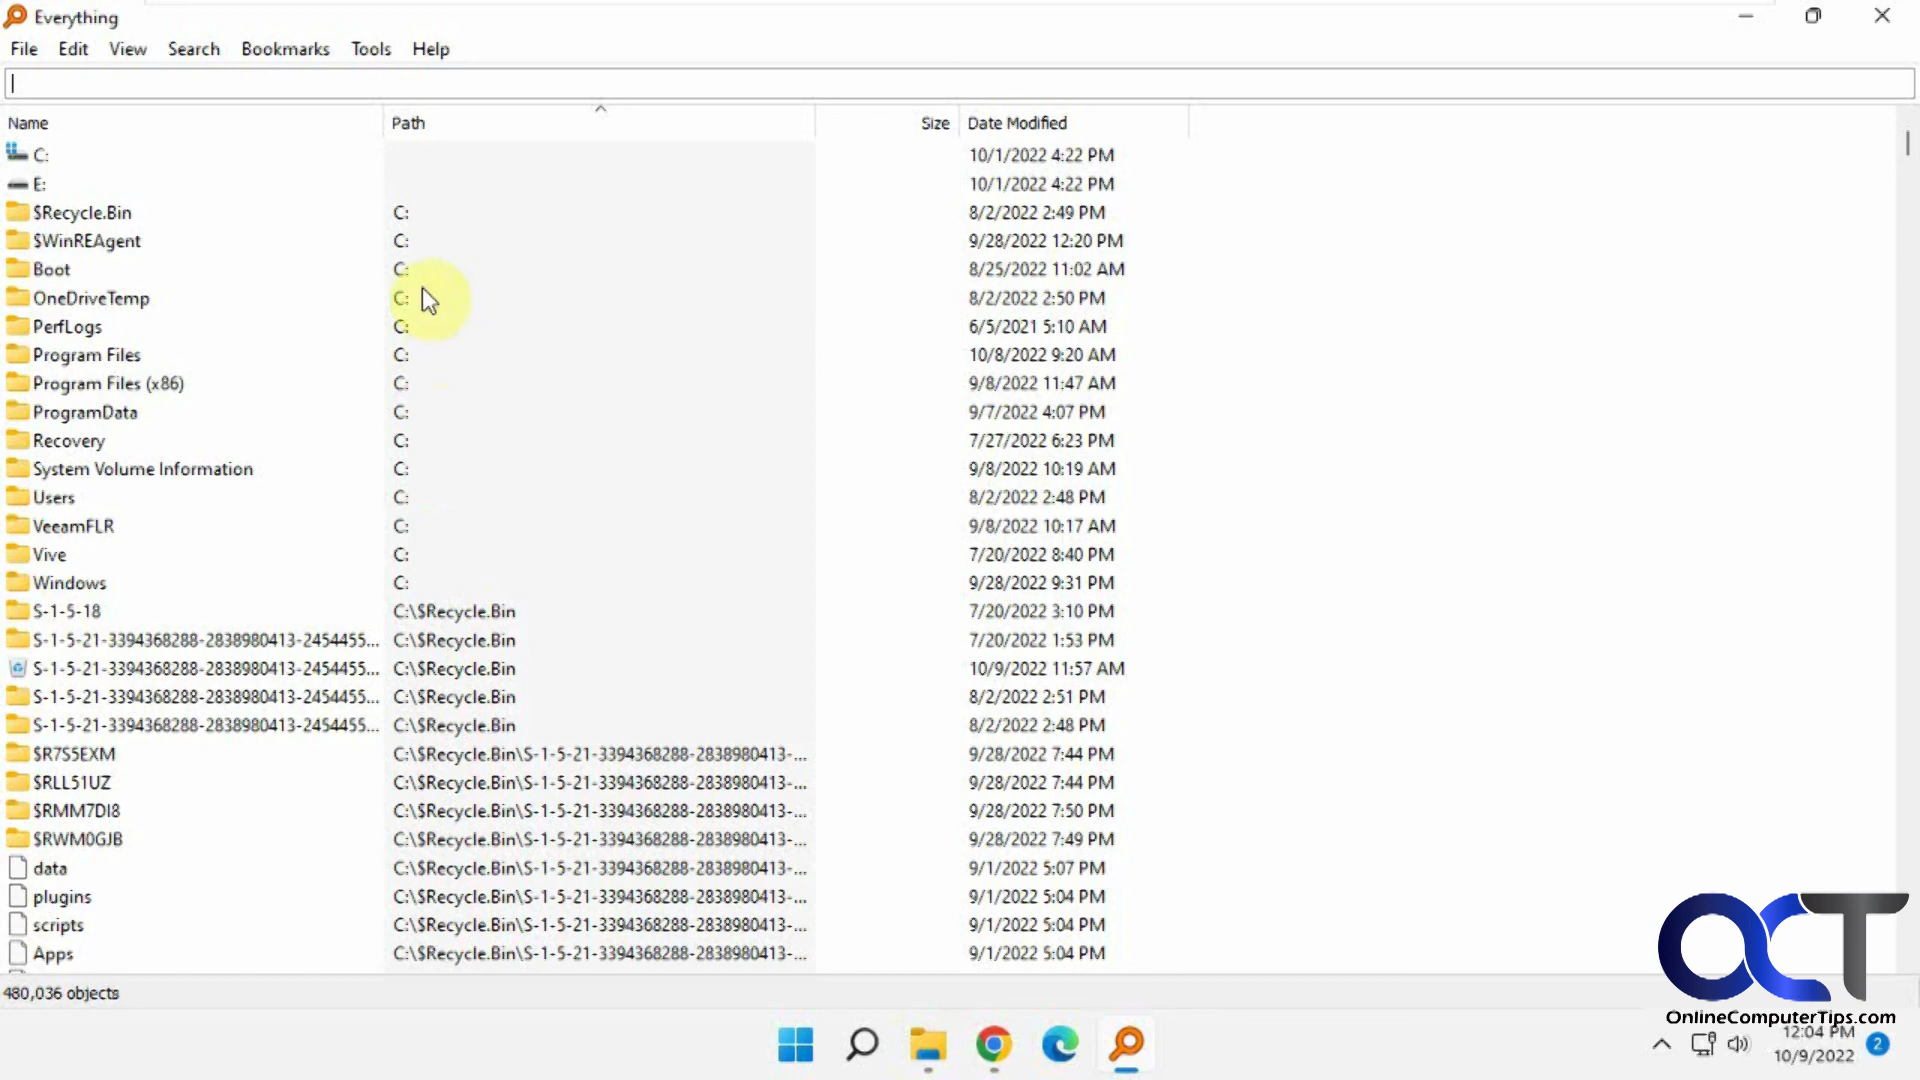 Everything
File Edit View Search Bookmarks Tools Help
Name Path Size Date Modified
C: 10/1/2022 4:22 PM
E: 10/1/2022 4:22 PM
$Recycle.Bin C: 8/2/2022 2:49 PM
$WinREAgent C: 9/28/2022 12:20 PM
Boot C: 8/25/2022 11:02 AM
OneDriveTemp C: 8/2/2022 2:50 PM
PerfLogs C: 6/5/2021 5:10 AM
Program Files C: 10/8/2022 9:20 AM
Program Files (x86) C: 9/8/2022 11:47 AM
ProgramData C: 9/7/2022 4:07 PM
Recovery C: 7/27/2022 6:23 PM
System Volume Information C: 9/8/2022 10:19 AM
Users C: 8/2/2022 2:48 PM
VeeamFLR C: 9/8/2022 10:17 AM
Vive C: 7/20/2022 8:40 PM
Windows C: 9/28/2022 9:31 PM
S-1-5-18 C:\$Recycle.Bin 7/20/2022 3:10 PM
S-1-5-21-3394368288-2838980413-2454455... C:\$Recycle.Bin 7/20/2022 1:53 PM
S-1-5-21-3394368288-2838980413-2454455... C:\$Recycle.Bin 10/9/2022 11:57 AM
S-1-5-21-3394368288-2838980413-2454455... C:\$Recycle.Bin 8/2/2022 2:51 PM
S-1-5-21-3394368288-2838980413-2454455... C:\$Recycle.Bin 8/2/2022 2:48 PM
$R7S5EXM C:\$Recycle.Bin\S-1-5-21-3394368288-2838980413-... 9/28/2022 7:44 PM
$RLL51UZ C:\$Recycle.Bin\S-1-5-21-3394368288-2838980413-... 9/28/2022 7:44 PM
$RMM7DI8 C:\$Recycle.Bin\S-1-5-21-3394368288-2838980413-... 9/28/2022 7:50 PM
$RWM0GJB C:\$Recycle.Bin\S-1-5-21-3394368288-2838980413-... 9/28/2022 7:49 PM
data C:\$Recycle.Bin\S-1-5-21-3394368288-2838980413-... 9/1/2022 5:07 PM
plugins C:\$Recycle.Bin\S-1-5-21-3394368288-2838980413-... 9/1/2022 5:04 PM
scripts C:\$Recycle.Bin\S-1-5-21-3394368288-2838980413-... 9/1/2022 5:04 PM
Apps C:\$Recycle.Bin\S-1-5-21-3394368288-2838980413-... 9/1/2022 5:04 PM
480,036 objects
OCT
OnlineComputerTips.com
12:04 PM
10/9/2022
2